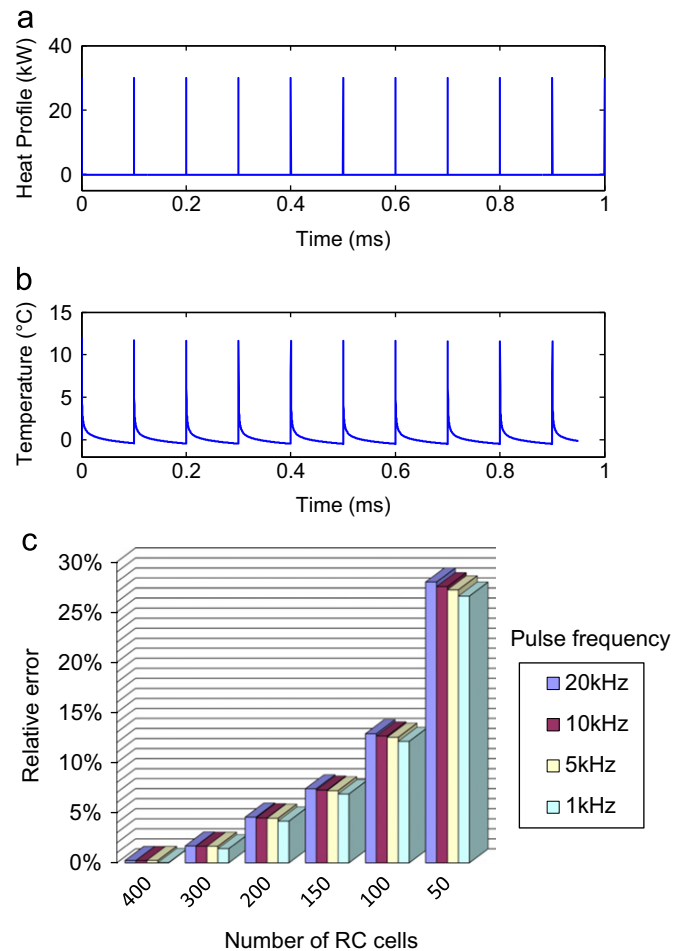 a
40
20
0
Heat Profile (kW)
0 0.2 0.4 0.6 0.8 1
Time (ms)
b
15
10
5
0
Temperature (°C)
0 0.2 0.4 0.6 0.8 1
Time (ms)
c
30%
25%
20%
15%
10%
5%
0%
Relative error
400 300 200 150 100 50
Number of RC cells
Pulse frequency
20kHz
10kHz
5kHz
1kHz